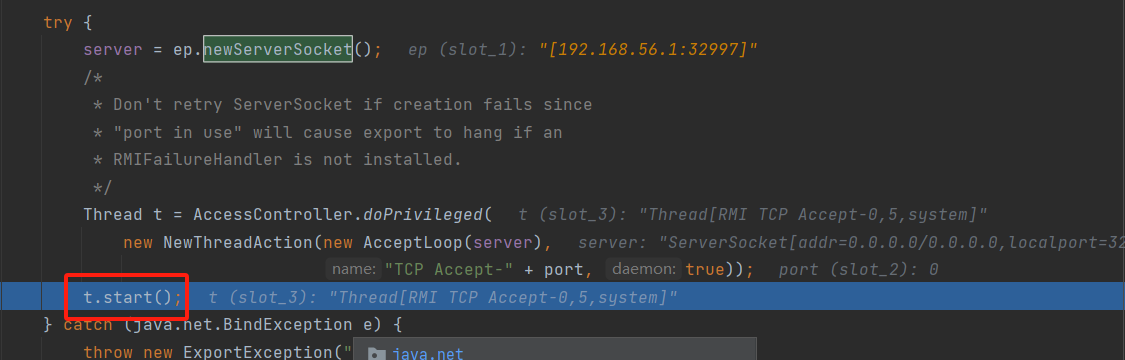 try {
server = ep.newServerSocket();   ep (slot_1): "[192.168.56.1:32997]"
/*
* Don't retry ServerSocket if creation fails since
* "port in use" will cause export to hang if an
* RMIFailureHandler is not installed.
*/
Thread t = AccessController.doPrivileged(   t (slot_3): "Thread[RMI TCP Accept-0,5,system]"
new NewThreadAction(new AcceptLoop(server),   server: "ServerSocket[addr=0.0.0.0/0.0.0.0,localport=32
name: "TCP Accept-" + port, daemon: true));   port (slot_2): 0
t.start();   t (slot_3): "Thread[RMI TCP Accept-0,5,system]"
} catch (java.net.BindException e) {
throw new ExportException("   java.net